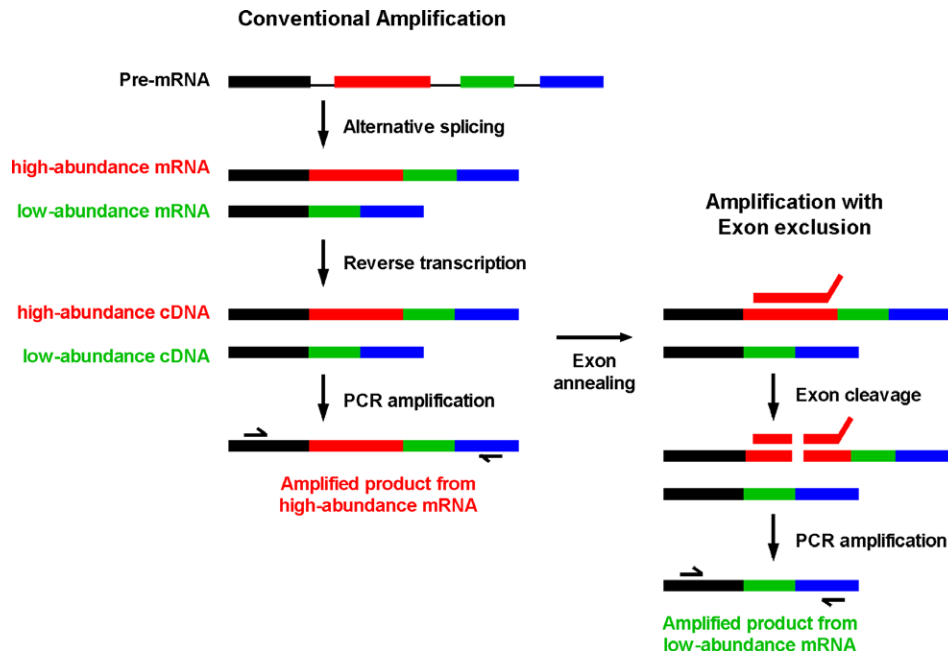 Conventional Amplification
Pre-mRNA
Alternative splicing
high-abundance mRNA
low-abundance mRNA
Reverse transcription
high-abundance cDNA
low-abundance cDNA
PCR amplification
Amplified product from
high-abundance mRNA
Exon
annealing
Amplification with
Exon exclusion
Exon cleavage
PCR amplification
Amplified product from
low-abundance mRNA